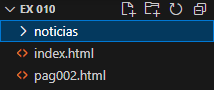 EX 010
noticias
index.html
pag002.html